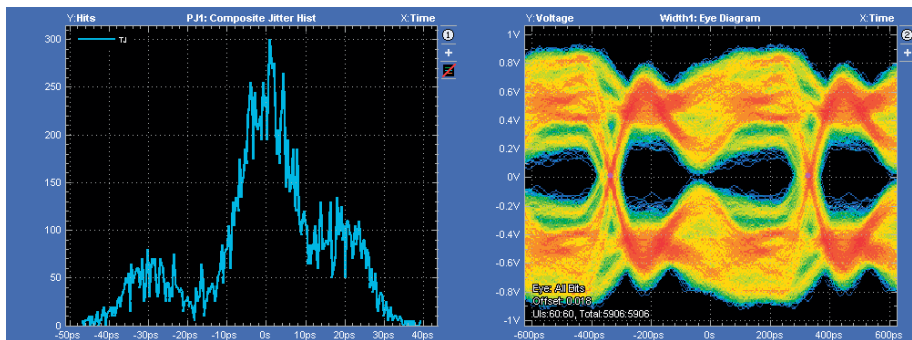 Y:Hits PJ1: Composite Jitter Hist X:Time
1
TJ
+
300
250
200
150
100
50
0
-50ps -40ps -30ps -20ps -10ps 0s 10ps 20ps 30ps 40ps
Y:Voltage Width1: Eye Diagram X:Time
2
+
1V
0.8V
0.6V
0.4V
0.2V
0V
-0.2V
-0.4V
-0.6V
-0.8V
-1V
Eye: All Bits
Offset: 0.018
UIs:60:60, Total:5906:5906
-600ps -400ps -200ps 0s 200ps 400ps 600ps